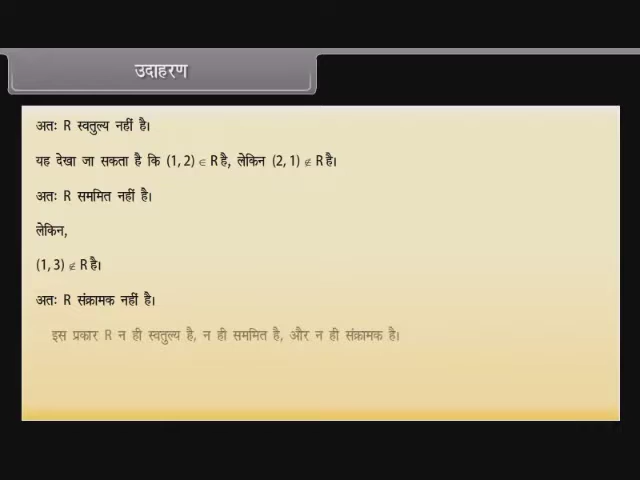 उदाहरण
अतः R स्वतुल्य नहीं है।
यह देखा जा सकता है कि (1, 2) ∈ R है, लेकिन (2, 1) ∉ R है।
अतः R सममित नहीं है।
लेकिन,
(1, 3) ∉ R है।
अतः R संक्रामक नहीं है।
इस प्रकार R न ही स्वतुल्य है, न ही सममित है, और न ही संक्रामक है।